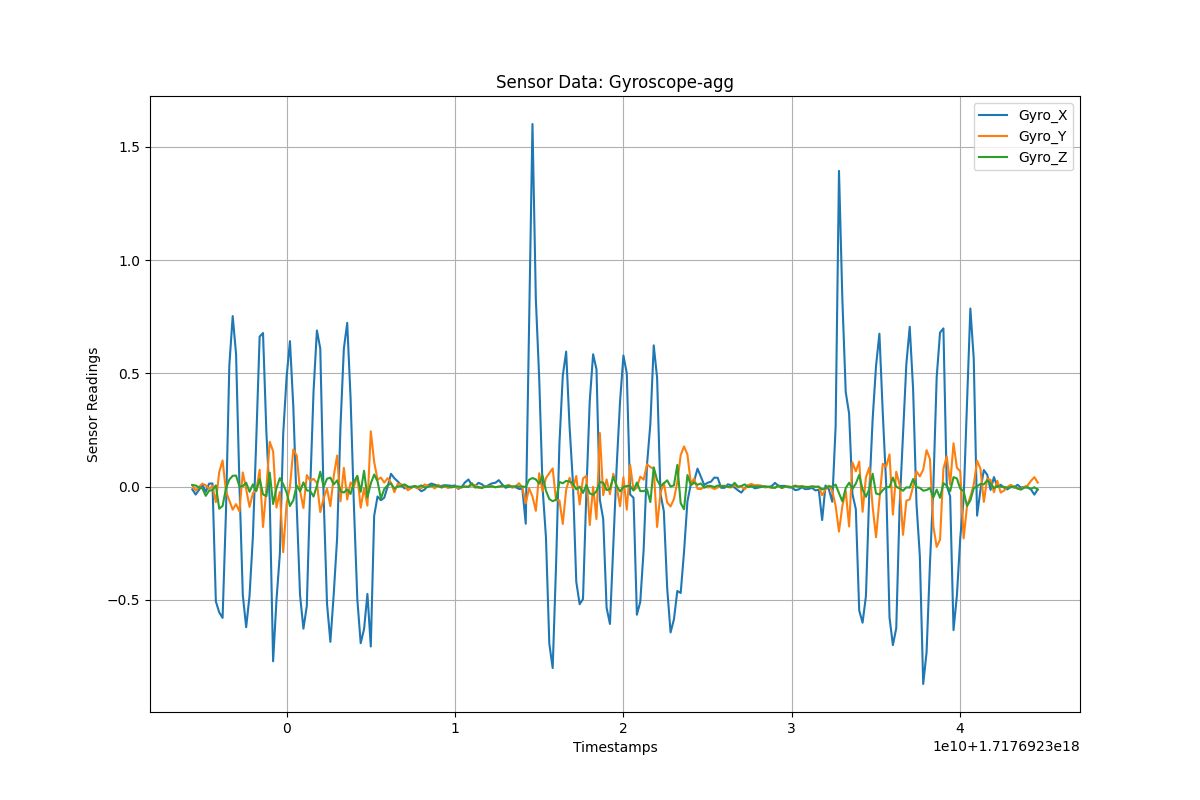 Sensor Data: Gyroscope-agg
Gyro_X
Gyro_Y
Gyro_Z
Sensor Readings
1.5
1.0
0.5
0.0
−0.5
0 1 2 3 4
Timestamps
1e10+1.7176923e18